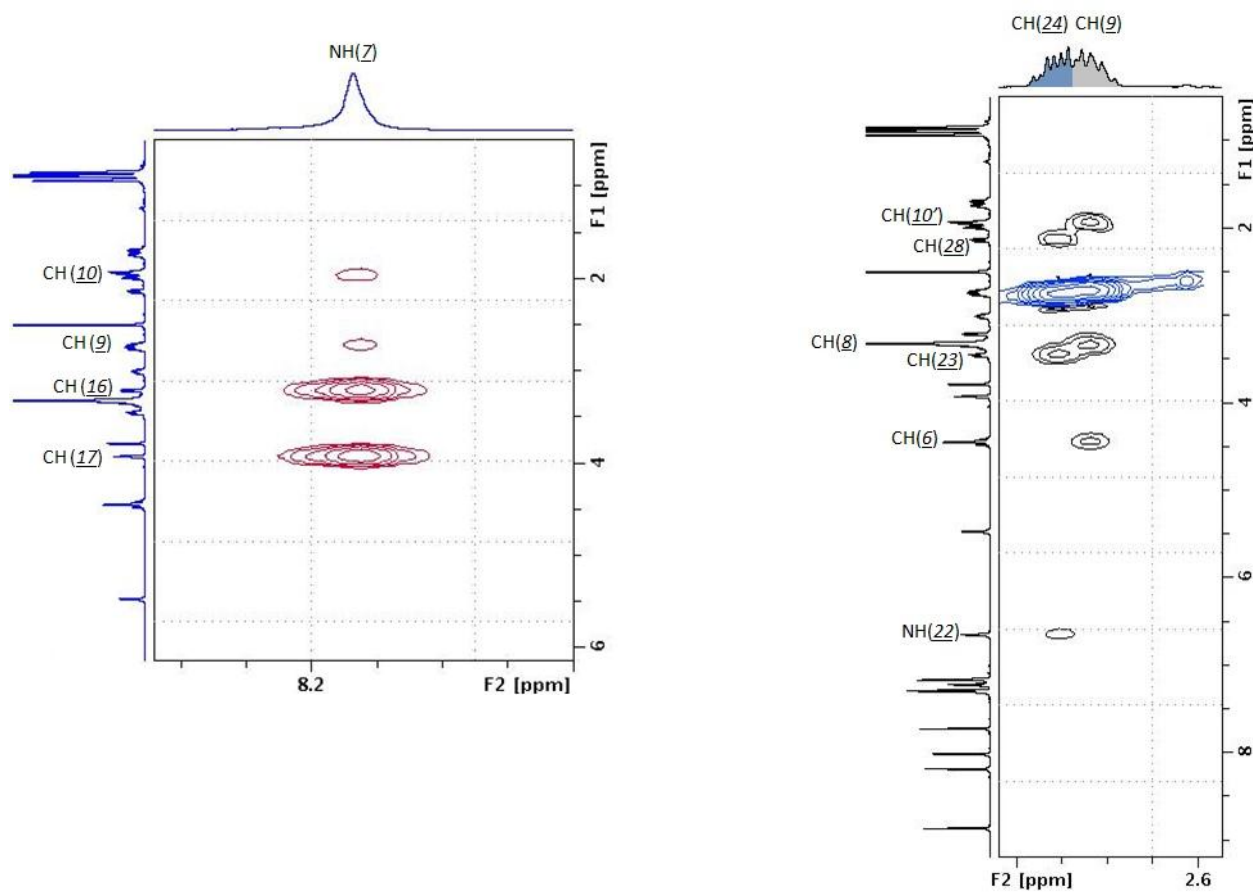 NH(7)
F1 [ppm]
2
4
6
CH (10)
CH (9)
CH (16)
CH (17)
8.2
F2 [ppm]
CH(24) CH(9)
F1 [ppm]
2
4
6
8
CH(10')
CH(28)
CH(8)
CH(23)
CH(6)
NH(22)
F2 [ppm]
2.6